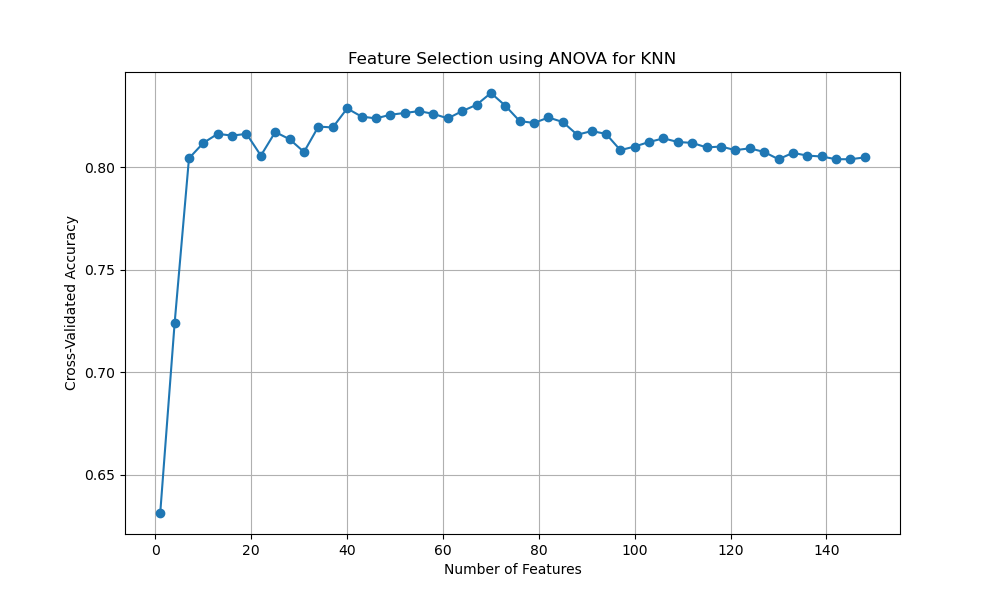 Feature Selection using ANOVA for KNN
Cross-Validated Accuracy
0.80
0.75
0.70
0.65
0 20 40 60 80 100 120 140
Number of Features